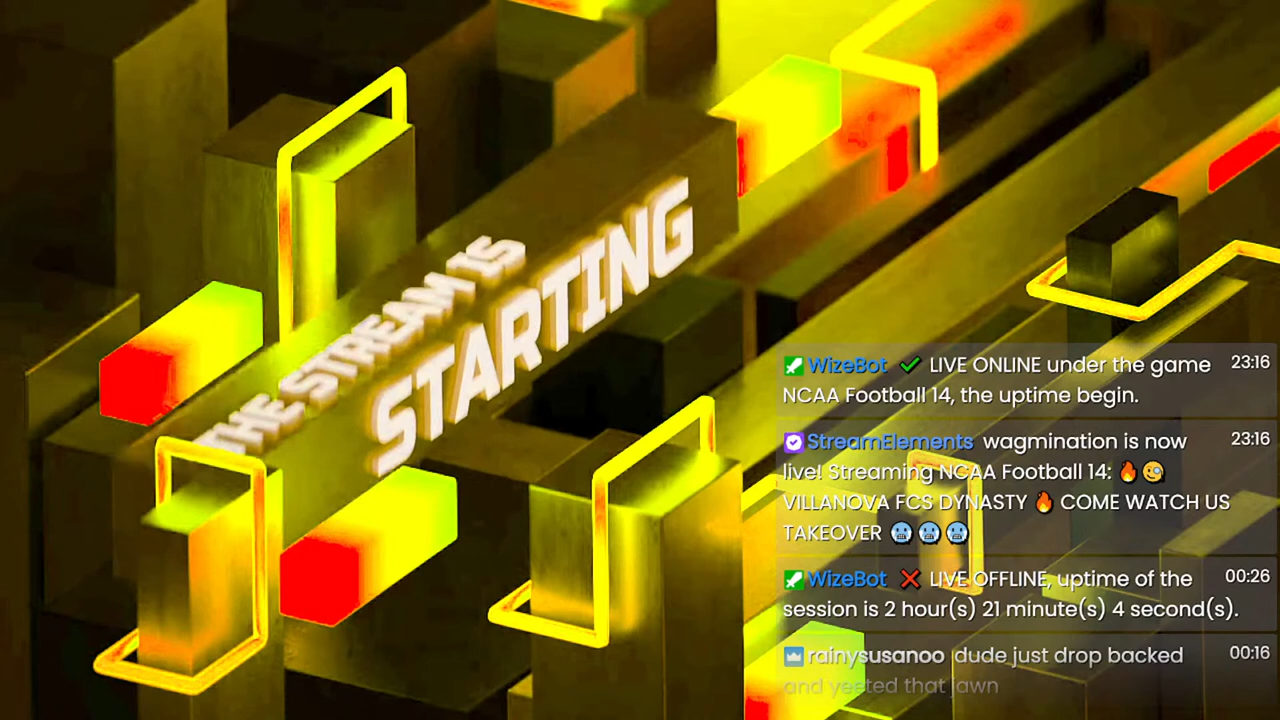 THE STREAM IS
STARTING
WizeBot ✔ LIVE ONLINE under the game 23:16
NCAA Football 14, the uptime begin.
StreamElements wagmination is now 23:16
live! Streaming NCAA Football 14: 🔥🧐
VILLANOVA FCS DYNASTY 🔥 COME WATCH US
TAKEOVER 🥶🥶🥶
WizeBot ❌ LIVE OFFLINE, uptime of the 00:26
session is 2 hour(s) 21 minute(s) 4 second(s).
rainysusanoo dude just drop backed 00:16
and yeeted that jawn